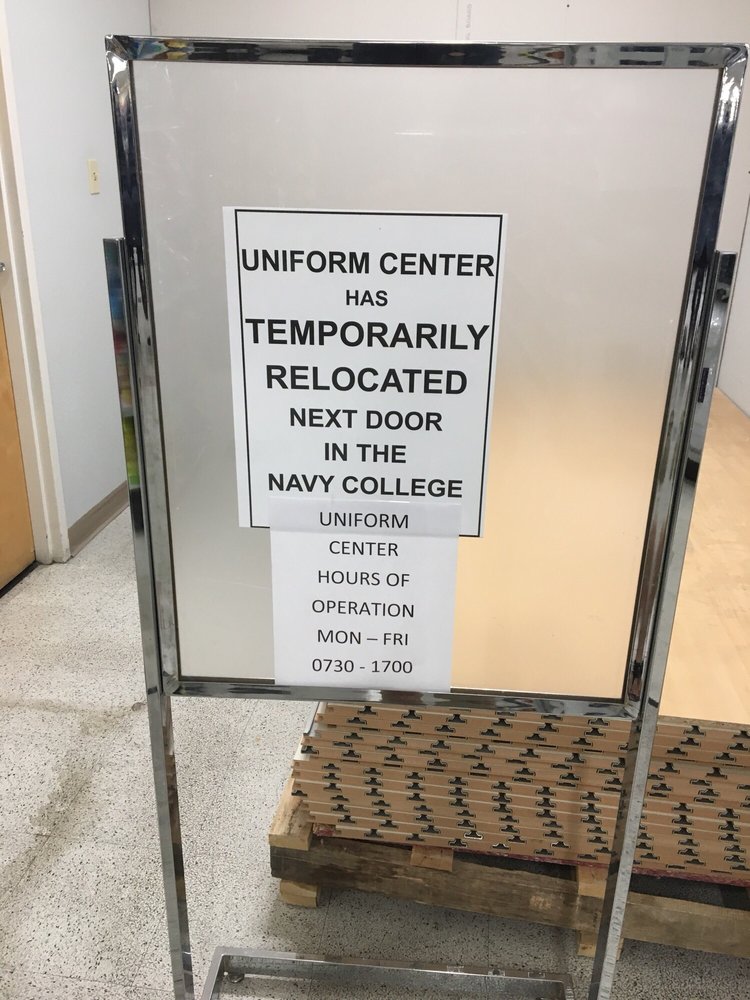 UNIFORM CENTER
HAS
TEMPORARILY
RELOCATED
NEXT DOOR
IN THE
NAVY COLLEGE
UNIFORM
CENTER
HOURS OF
OPERATION
MON – FRI
0730 - 1700